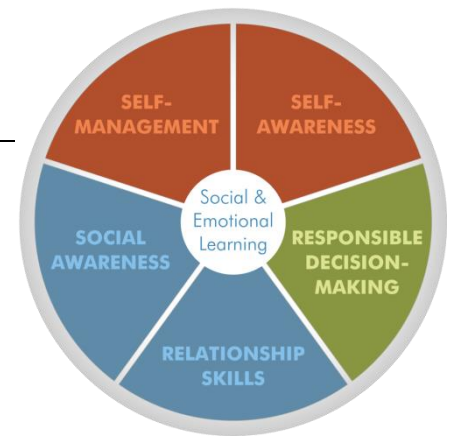 SELF-
MANAGEMENT
SELF-
AWARENESS
Social &
Emotional
Learning
SOCIAL
AWARENESS
RESPONSIBLE
DECISION-
MAKING
RELATIONSHIP
SKILLS